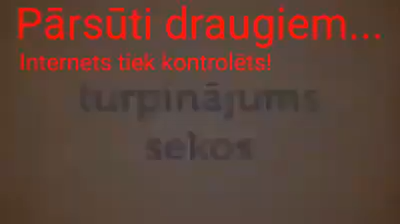 Pārsūti draugiem...
Internets tiek kontrolēts!
turpinājums
sekos